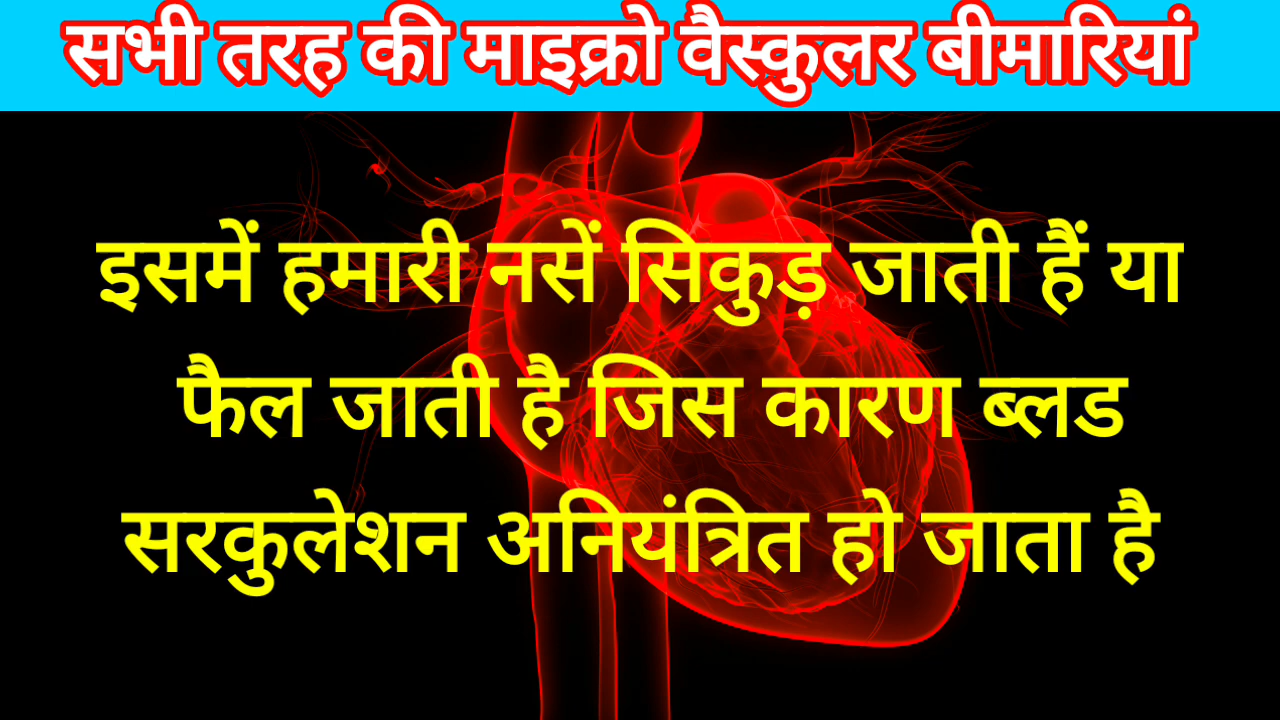 सभी तरह की माइक्रो वैस्कुलर बीमारियां
इसमें हमारी नसें सिकुड़ जाती हैं या
फैल जाती है जिस कारण ब्लड
सरकुलेशन अनियंत्रित हो जाता है